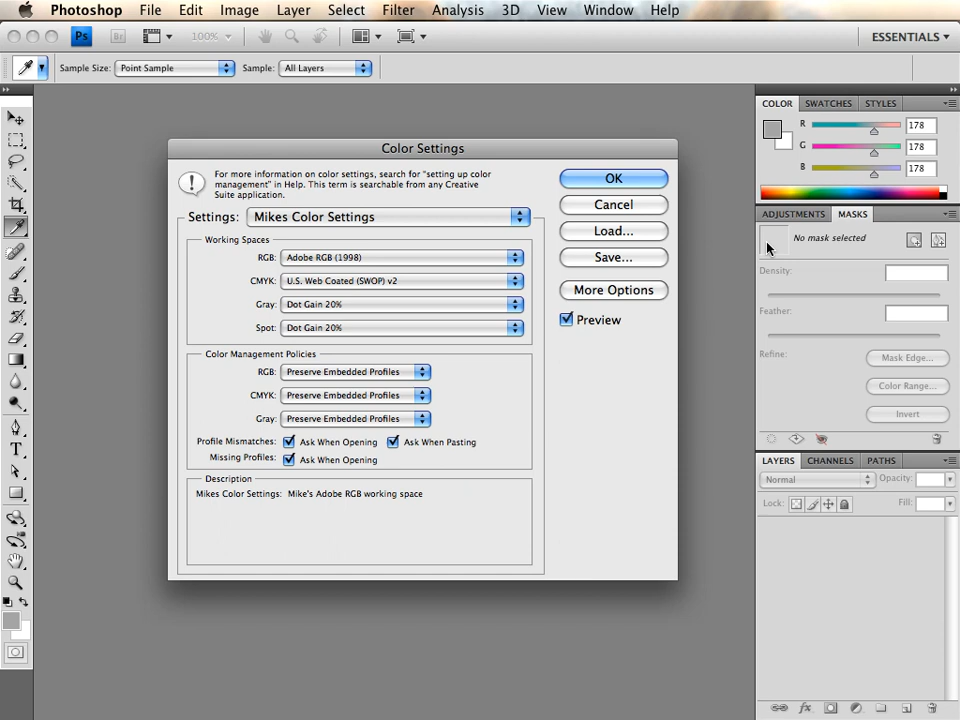 Photoshop File Edit Image Layer Select Filter Analysis 3D View Window Help
Ps Br 100% ESSENTIALS
Sample Size: Point Sample Sample: All Layers
COLOR SWATCHES STYLES
R 178
G 178
B 178
Color Settings
For more information on color settings, search for "setting up color
management" in Help. This term is searchable from any Creative
Suite application.
OK
Cancel
Load...
Save...
More Options
Preview
Settings: Mikes Color Settings
Working Spaces
RGB: Adobe RGB (1998)
CMYK: U.S. Web Coated (SWOP) v2
Gray: Dot Gain 20%
Spot: Dot Gain 20%
Color Management Policies
RGB: Preserve Embedded Profiles
CMYK: Preserve Embedded Profiles
Gray: Preserve Embedded Profiles
Profile Mismatches: Ask When Opening Ask When Pasting
Missing Profiles: Ask When Opening
Description
Mikes Color Settings: Mike's Adobe RGB working space
ADJUSTMENTS MASKS
No mask selected
Density:
Feather:
Refine: Mask Edge...
Color Range...
Invert
LAYERS CHANNELS PATHS
Normal Opacity:
Lock: Fill:
T
fx